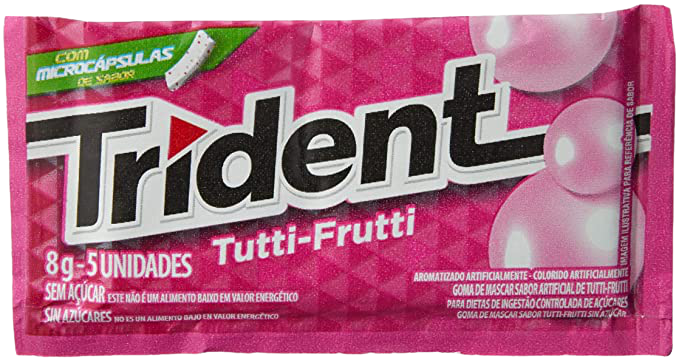 COM
MICROCÁPSULAS
DE SABOR
Trident
Tutti-Frutti
8g-5 UNIDADES
SEM AÇÚCAR ESTE NÃO É UM ALIMENTO BAIXO EM VALOR ENERGÉTICO
SIN AZÚCARES NO ES UN ALIMENTO BAJO EN VALOR ENERGÉTICO
AROMATIZADO ARTIFICIALMENTE - COLORIDO ARTIFICIALMENTE
GOMA DE MASCAR SABOR ARTIFICIAL DE TUTTI-FRUTTI
PARA DIETAS DE INGESTÃO CONTROLADA DE AÇÚCARES
GOMA DE MASCAR SABOR TUTTI-FRUTTI SIN AZÚCAR
IMAGEM ILUSTRATIVA PARA REFERÊNCIA DE SABOR